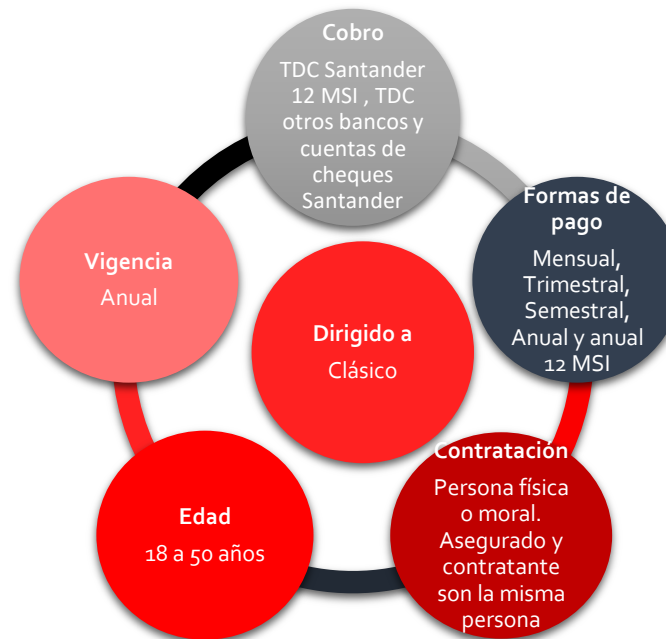 Cobro
TDC Santander
12 MSI , TDC
otros bancos y
cuentas de
cheques
Santander
Formas de
pago
Mensual,
Trimestral,
Semestral,
Anual y anual
12 MSI
Vigencia
Anual
Dirigido a
Clásico
Edad
18 a 50 años
Contratación
Persona física
o moral.
Asegurado y
contratante
son la misma
persona